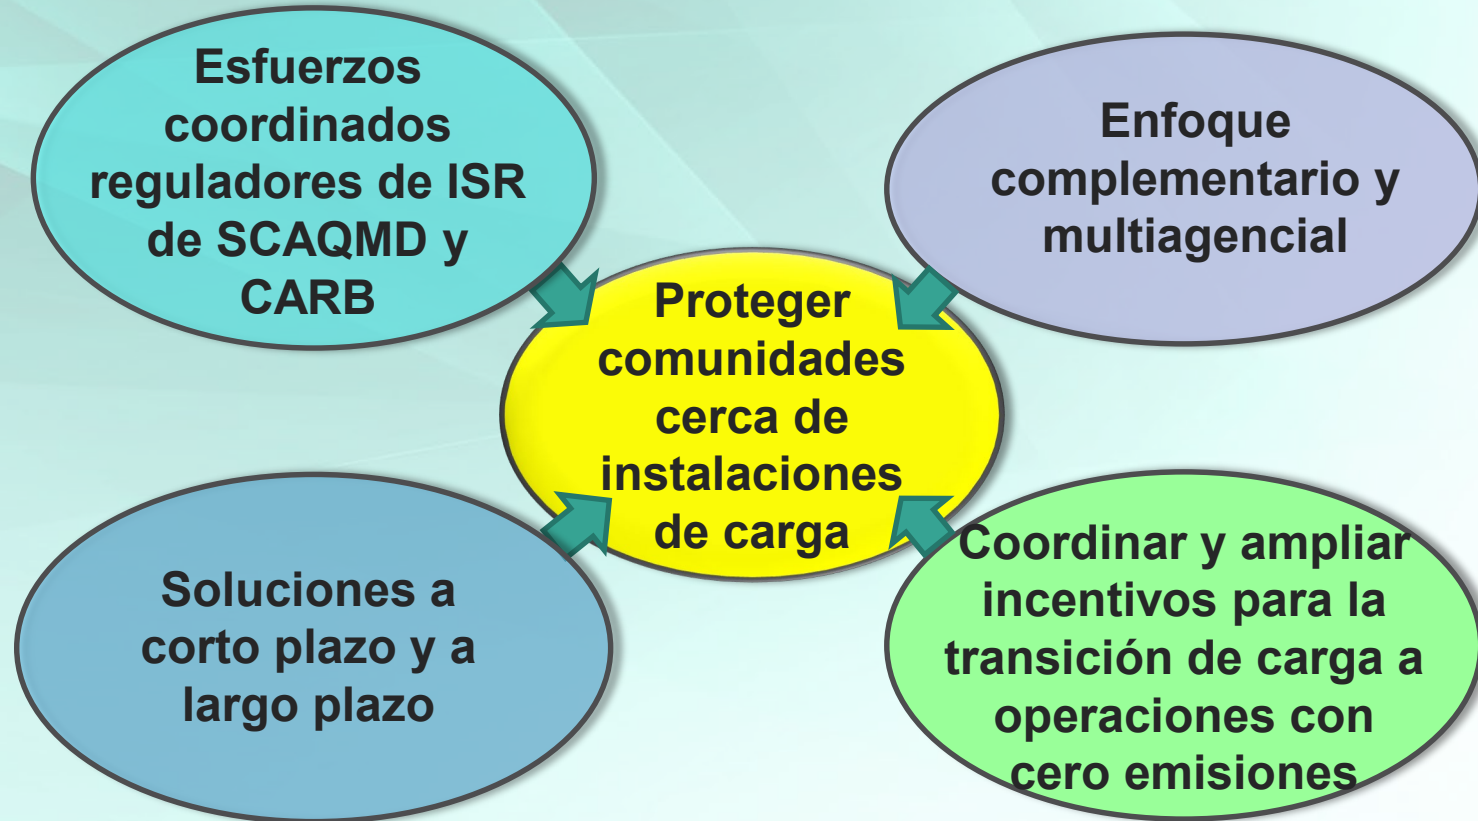 Esfuerzos
coordinados
reguladores de ISR
de SCAQMD y
CARB
Enfoque
complementario y
multiagencial
Proteger
comunidades
cerca de
instalaciones
de carga
Soluciones a
corto plazo y a
largo plazo
Coordinar y ampliar
incentivos para la
transición de carga a
operaciones con
cero emisiones